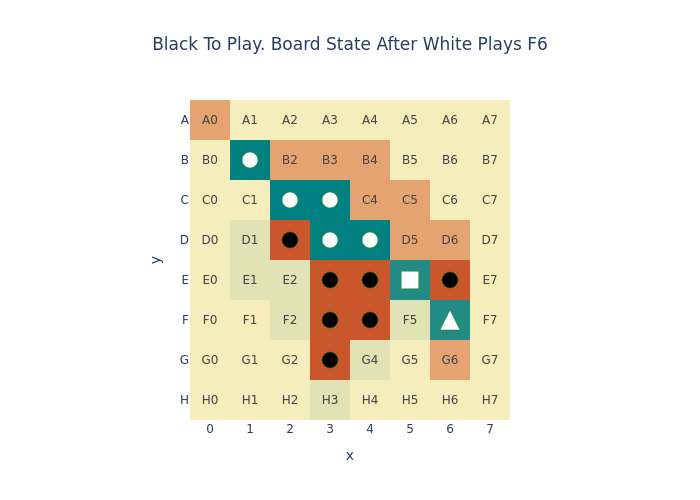 Black To Play. Board State After White Plays F6
A A0 A1 A2 A3 A4 A5 A6 A7
B B0 B2 B3 B4 B5 B6 B7
C C0 C1 C4 C5 C6 C7
D D0 D1 D5 D6 D7
E E0 E1 E2 E7
F F0 F1 F2 F5 F7
G G0 G1 G2 G4 G5 G6 G7
H H0 H1 H2 H3 H4 H5 H6 H7
0 1 2 3 4 5 6 7
x
y